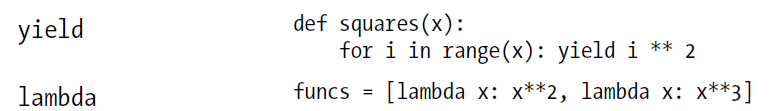 yield def squares(x):
for i in range(x): yield i ** 2
lambda funcs = [lambda x: x**2, lambda x: x**3]